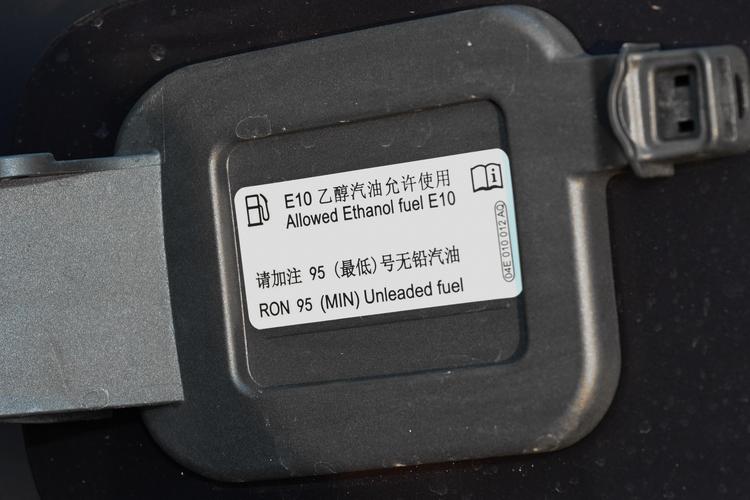 E10 乙醇汽油允许使用
Allowed Ethanol fuel E10
请加注 95 (最低)号无铅汽油
RON 95 (MIN) Unleaded fuel
04E 010 012 AQ